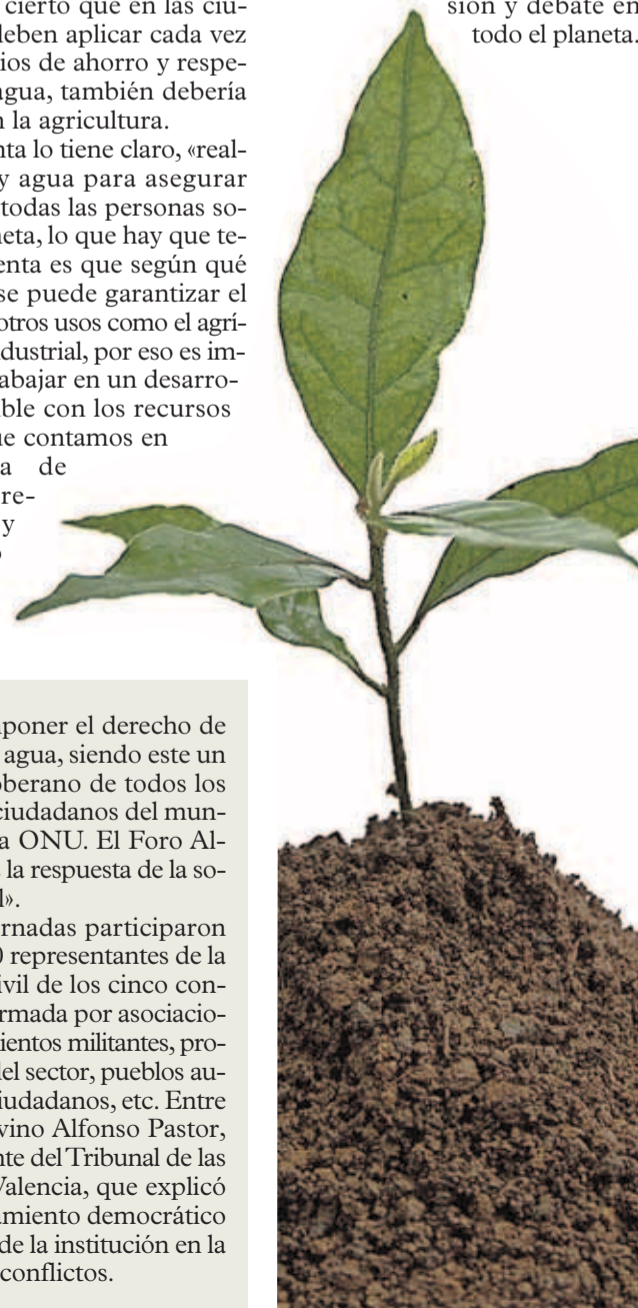 cierto que en las ciu-
deben aplicar cada vez
ios de ahorro y respe-
agua, también debería
la agricultura.
nta lo tiene claro, «real-
y agua para asegurar
todas las personas so-
neta, lo que hay que te-
enta es que según qué
se puede garantizar el
otros usos como el agrí-
dustrial, por eso es im-
abajar en un desarro-
ble con los recursos
ue contamos en
a de
re-
y
sión y debate en
todo el planeta.
poner el derecho de
agua, siendo este un
oberano de todos los
ciudadanos del mun-
a ONU. El Foro Al-
la respuesta de la so-
l».
rnadas participaron
0 representantes de la
ivil de los cinco con-
rmada por asociacio-
ientos militantes, pro-
del sector, pueblos au-
iudadanos, etc. Entre
vino Alfonso Pastor,
nte del Tribunal de las
Valencia, que explicó
amiento democrático
de la institución en la
conflictos.